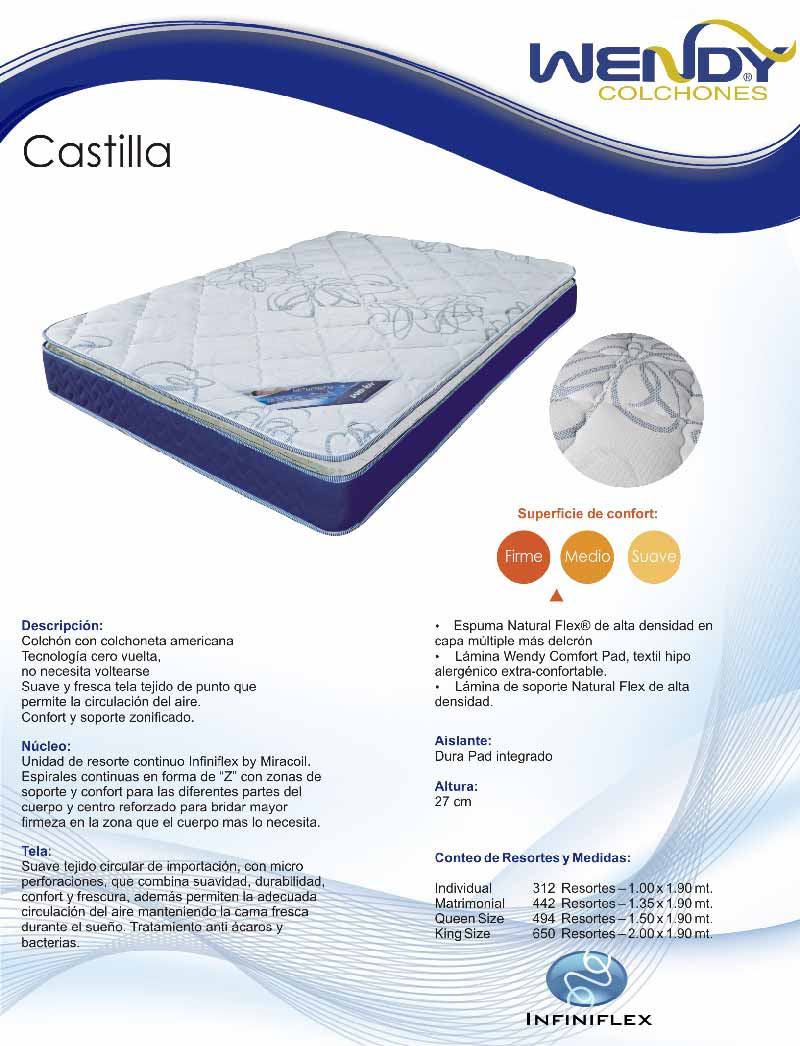 WENDY®
COLCHONES
Castilla
WENDY
Superficie de confort:
Firme Medio Suave
Descripción:
Colchón con colchoneta americana
Tecnología cero vuelta,
no necesita voltearse
Suave y fresca tela tejido de punto que
permite la circulación del aire.
Confort y soporte zonificado.
Núcleo:
Unidad de resorte continuo Infiniflex by Miracoil.
Espirales continuas en forma de “Z” con zonas de
soporte y confort para las diferentes partes del
cuerpo y centro reforzado para bridar mayor
firmeza en la zona que el cuerpo mas lo necesita.
Tela:
Suave tejido circular de importación, con micro
perforaciones, que combina suavidad, durabilidad,
confort y frescura, además permiten la adecuada
circulación del aire manteniendo la cama fresca
durante el sueño. Tratamiento anti ácaros y
bacterias.
• Espuma Natural Flex® de alta densidad en
capa múltiple más delcrón
• Lámina Wendy Comfort Pad, textil hipo
alergénico extra-confortable.
• Lámina de soporte Natural Flex de alta
densidad.
Aislante:
Dura Pad integrado
Altura:
27 cm
Conteo de Resortes y Medidas:
Individual 312 Resortes – 1.00 x 1.90 mt.
Matrimonial 442 Resortes – 1.35 x 1.90 mt.
Queen Size 494 Resortes – 1.50 x 1.90 mt.
King Size 650 Resortes – 2.00 x 1.90 mt.
INFINIFLEX